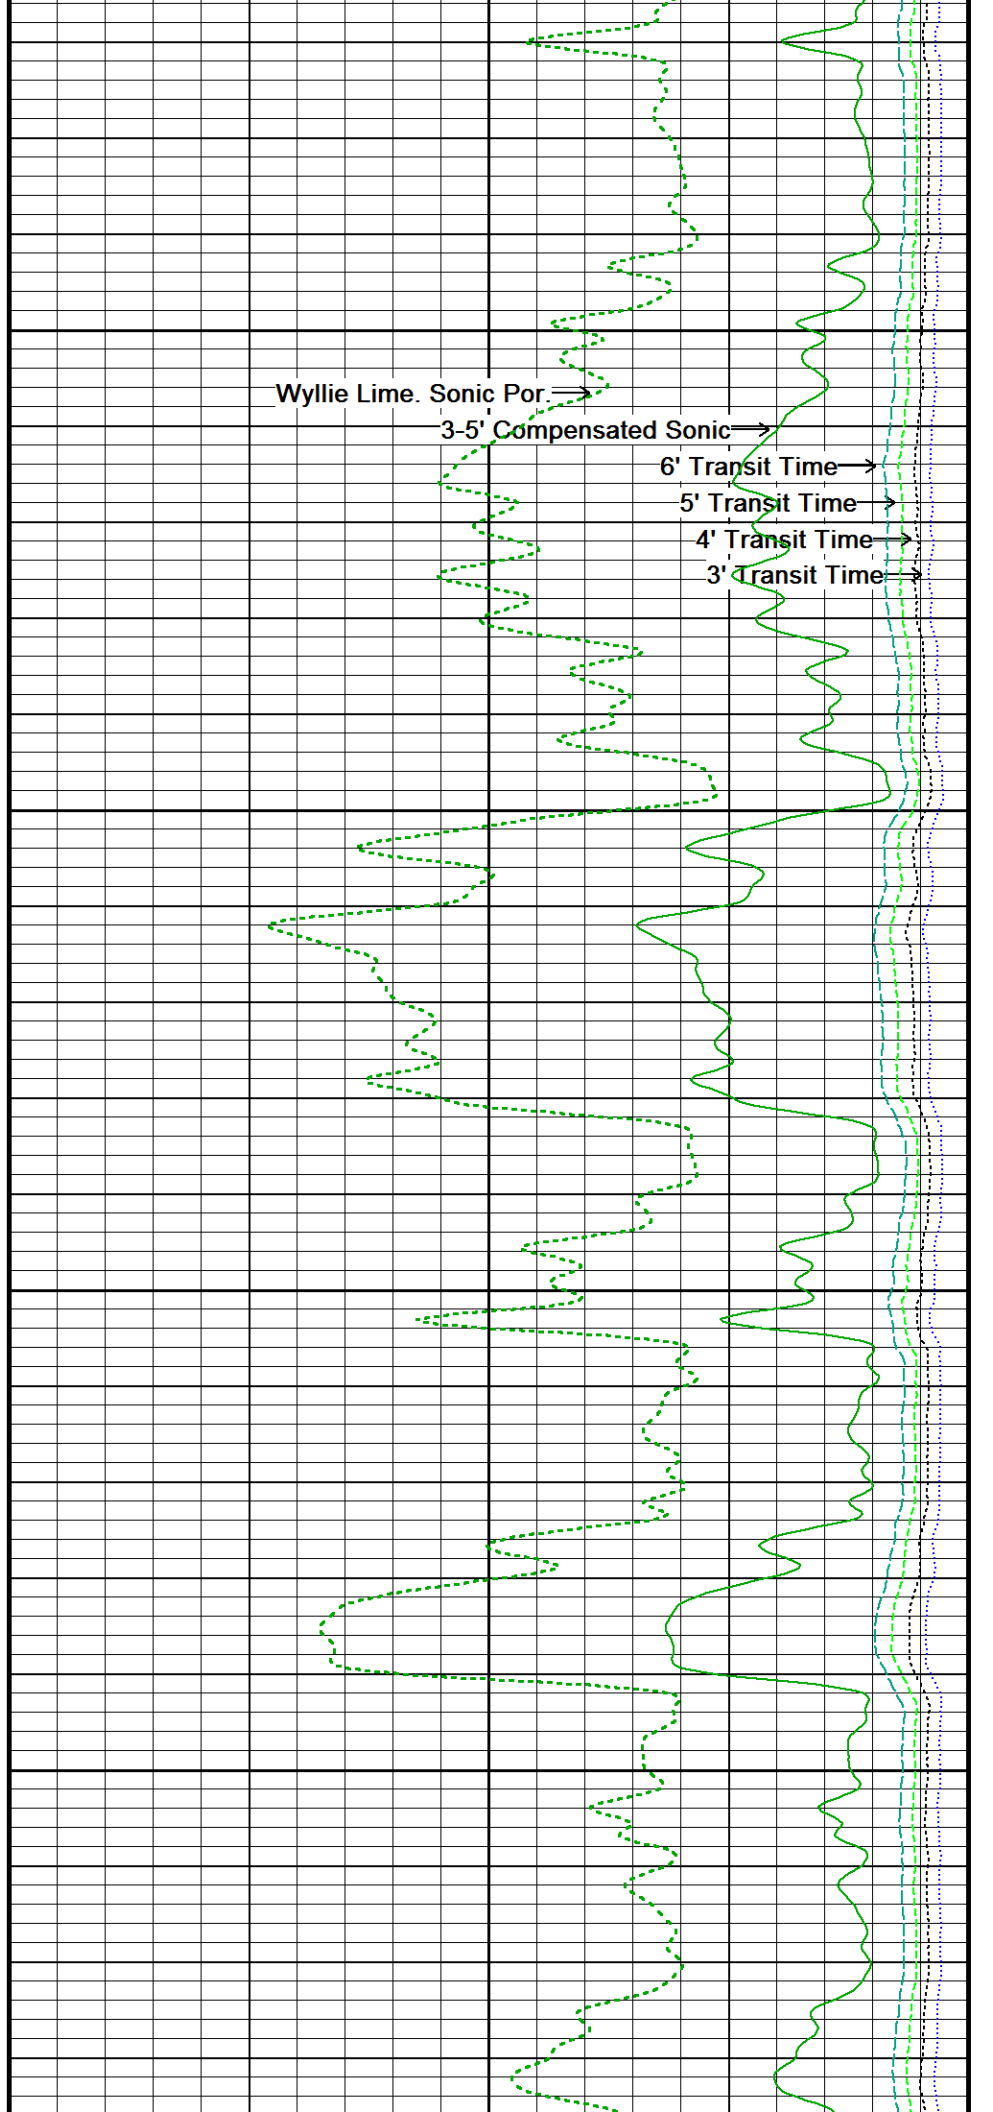 Wyllie Lime. Sonic Por.
3-5' Compensated Sonic
6' Transit Time
5' Transit Time
4' Transit Time
3' Transit Time